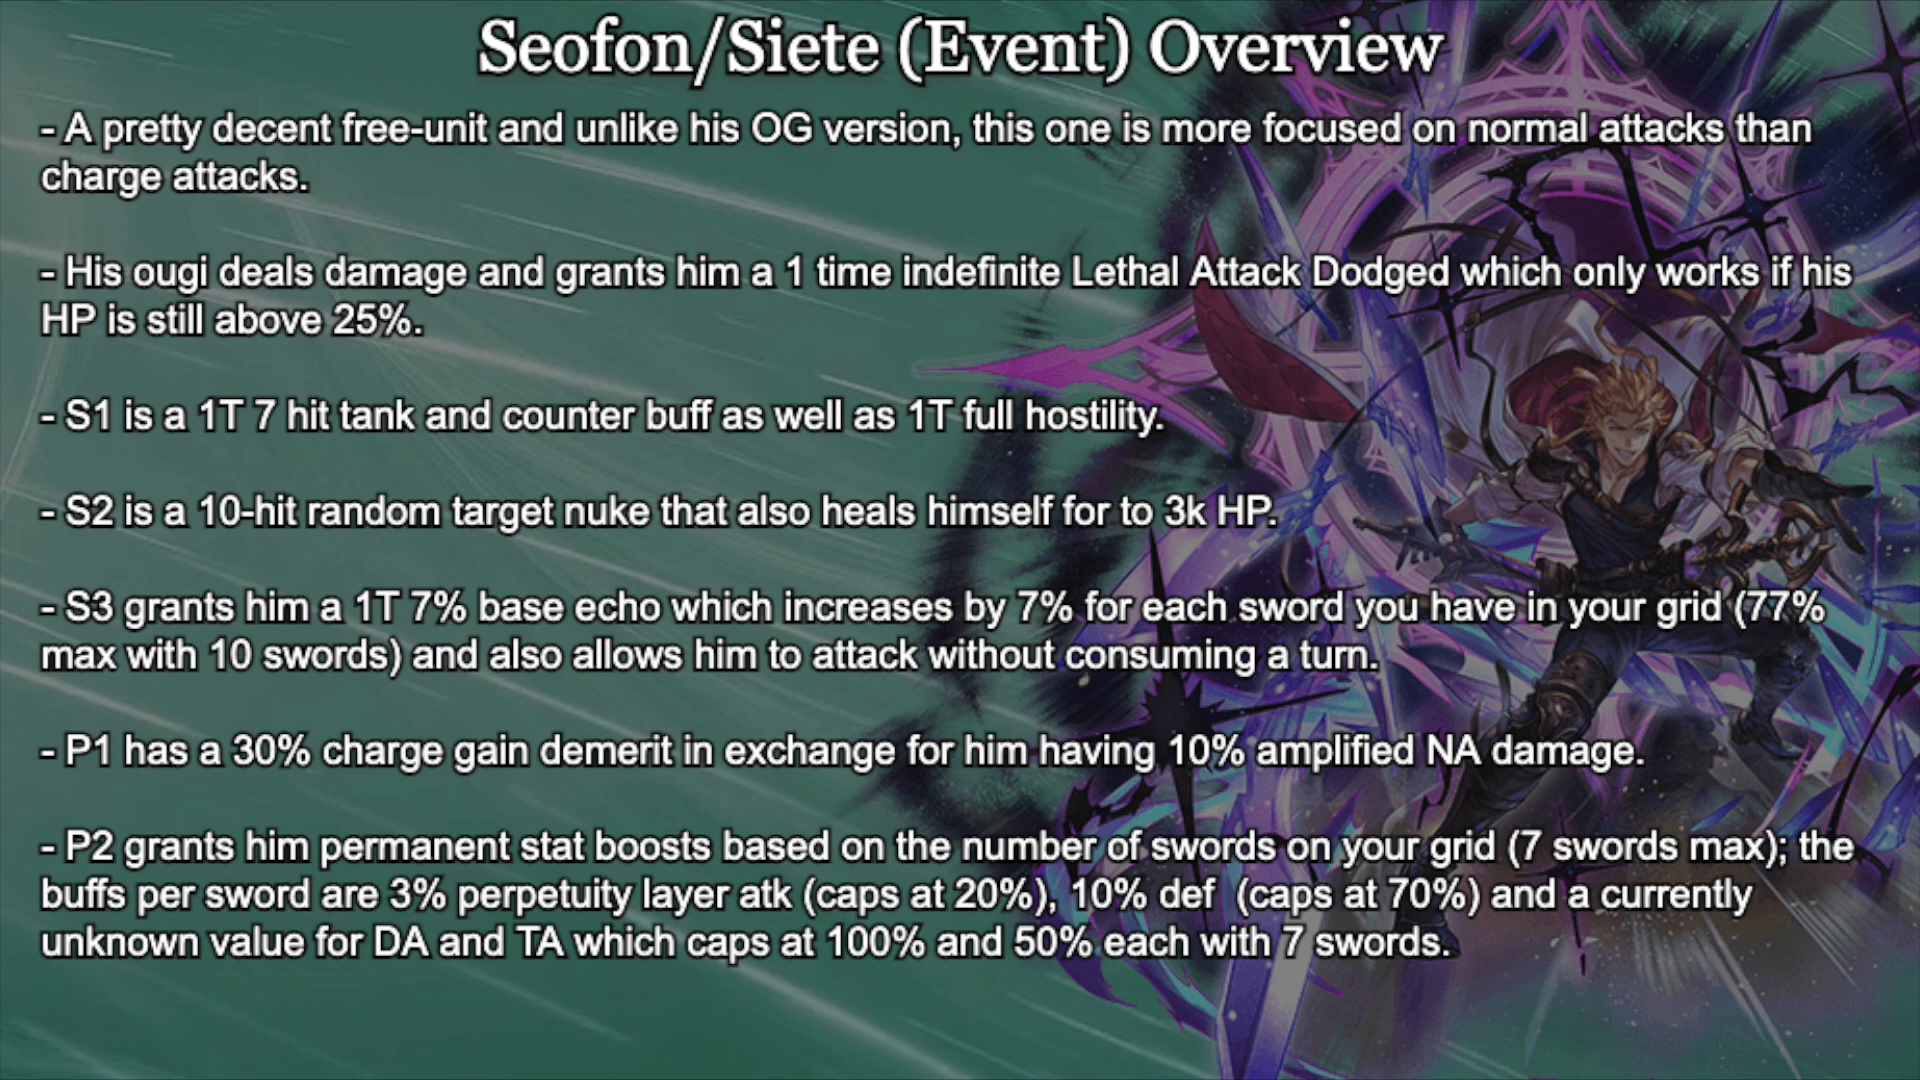 Seofon/Siete (Event) Overview
- A pretty decent free-unit and unlike his OG version, this one is more focused on normal attacks than
charge attacks.
- His ougi deals damage and grants him a 1 time indefinite Lethal Attack Dodged which only works if his
HP is still above 25%.
- S1 is a 1T 7 hit tank and counter buff as well as 1T full hostility.
- S2 is a 10-hit random target nuke that also heals himself for to 3k HP.
- S3 grants him a 1T 7% base echo which increases by 7% for each sword you have in your grid (77%
max with 10 swords) and also allows him to attack without consuming a turn.
- P1 has a 30% charge gain demerit in exchange for him having 10% amplified NA damage.
- P2 grants him permanent stat boosts based on the number of swords on your grid (7 swords max); the
buffs per sword are 3% perpetuity layer atk (caps at 20%), 10% def  (caps at 70%) and a currently
unknown value for DA and TA which caps at 100% and 50% each with 7 swords.